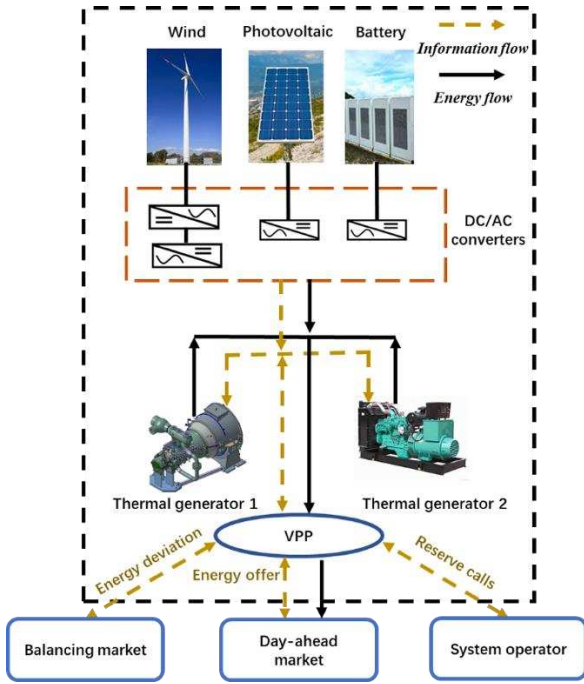 Wind
Photovoltaic
Battery
Information flow
Energy flow
DC/AC
converters
Thermal generator 1
Thermal generator 2
VPP
Energy deviation
Energy offer
Reserve calls
Balancing market
Day-ahead
market
System operator